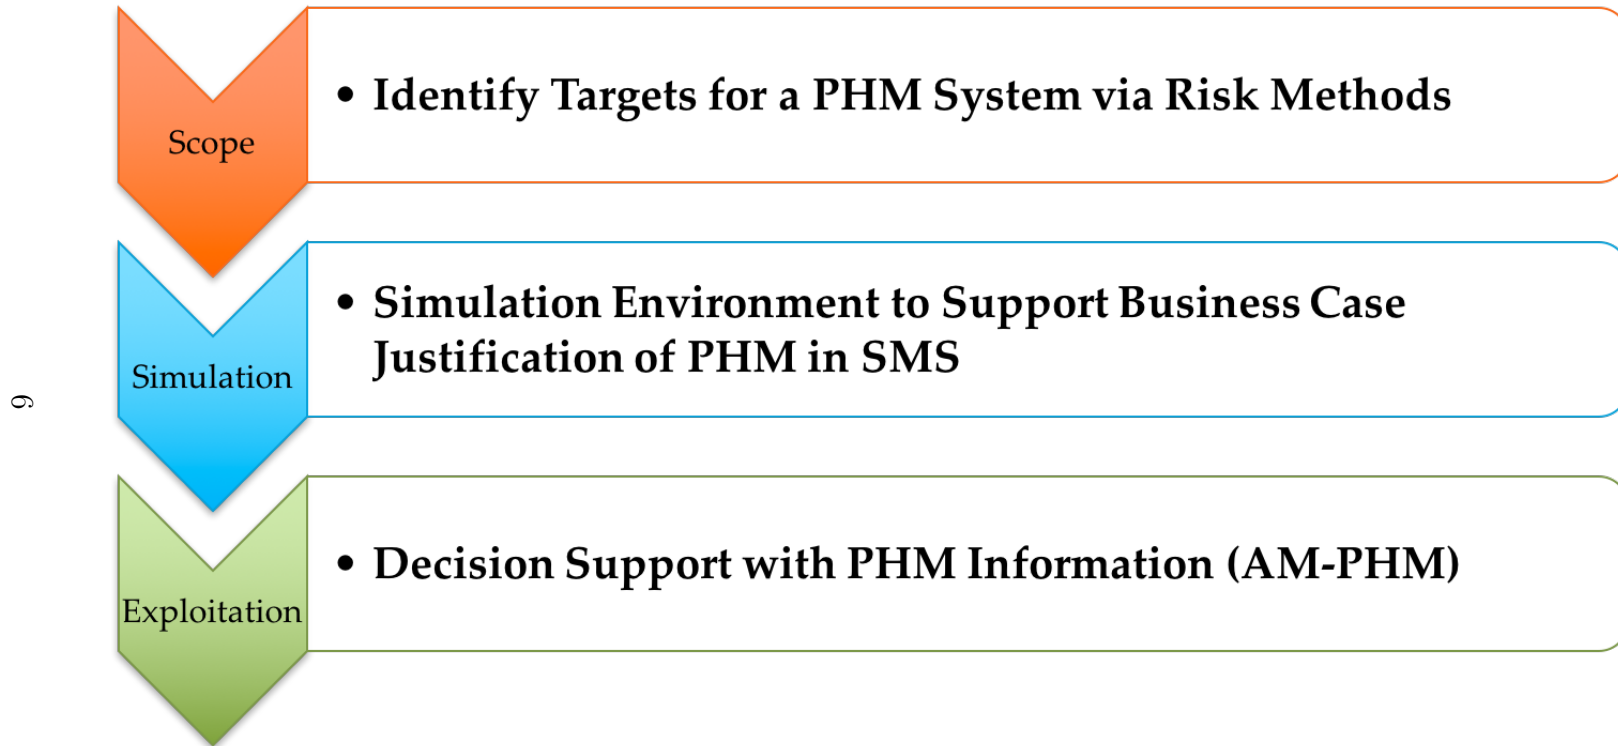 Scope
• Identify Targets for a PHM System via Risk Methods
Simulation
• Simulation Environment to Support Business Case
Justification of PHM in SMS
Exploitation
• Decision Support with PHM Information (AM-PHM)